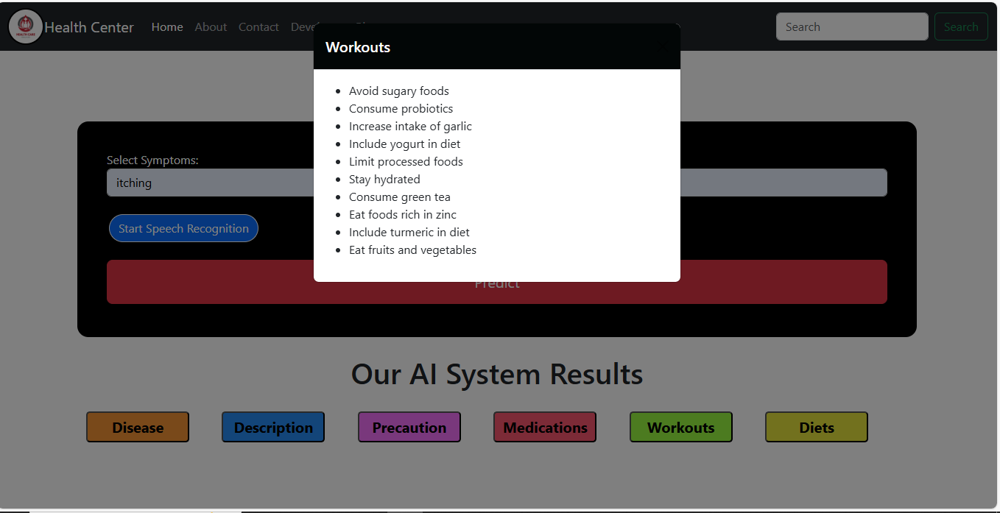 Health Center Home About Contact
Search
Search
Workouts
Avoid sugary foods
Consume probiotics
Increase intake of garlic
Include yogurt in diet
Limit processed foods
Stay hydrated
Consume green tea
Eat foods rich in zinc
Include turmeric in diet
Eat fruits and vegetables
Select Symptoms:
itching
Start Speech Recognition
Predict
Our AI System Results
Disease
Description
Precaution
Medications
Workouts
Diets